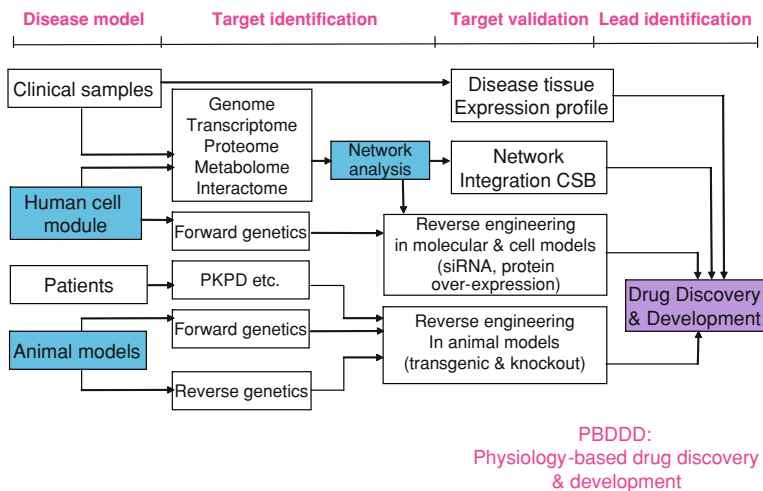 Disease model
Target identification
Target validation
Lead identification
Clinical samples
Genome
Transcriptome
Proteome
Metabolome
Interactome
Network
analysis
Disease tissue
Expression profile
Network
Integration CSB
Human cell
module
Forward genetics
Reverse engineering
in molecular & cell models
(siRNA, protein
over-expression)
Patients
PKPD etc.
Drug Discovery
& Development
Animal models
Forward genetics
Reverse engineering
In animal models
(transgenic & knockout)
Reverse genetics
PBDDD:
Physiology-based drug discovery
& development